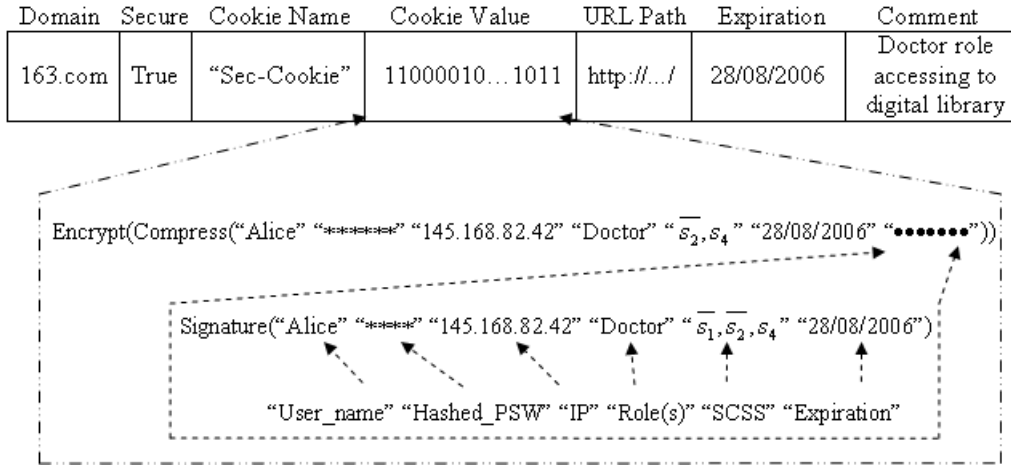 Domain Secure Cookie Name Cookie Value URL Path Expiration Comment
163.com True “Sec-Cookie” 11000010…1011 http://.../ 28/08/2006 Doctor role accessing to digital library
Encrypt(Compress(“Alice” “******” “145.168.82.42” “Doctor” “s̅₂,s₄” “28/08/2006” “•••••••”))
Signature(“Alice” “****” “145.168.82.42” “Doctor” “s̅₁,s̅₂,s₄” “28/08/2006”)
“User_name” “Hashed_PSW” “IP” “Role(s)” “SCSS” “Expiration”